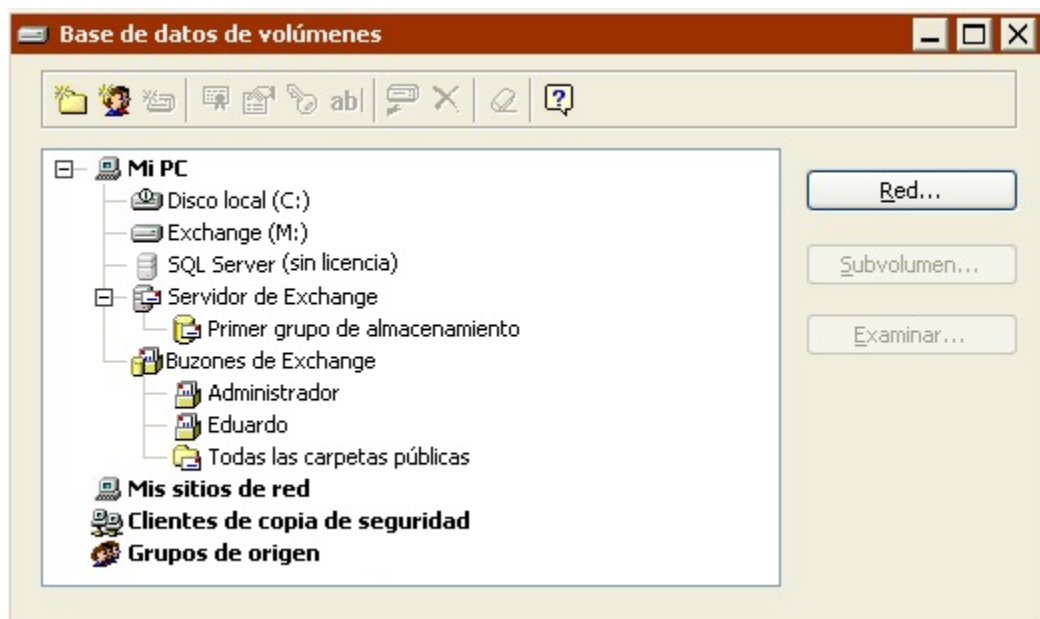 Base de datos de volúmenes
ab|
Mi PC
Disco local (C:)
Exchange (M:)
SQL Server (sin licencia)
Servidor de Exchange
Primer grupo de almacenamiento
Buzones de Exchange
Administrador
Eduardo
Todas las carpetas públicas
Mis sitios de red
Clientes de copia de seguridad
Grupos de origen
Red...
Subvolumen...
Examinar...